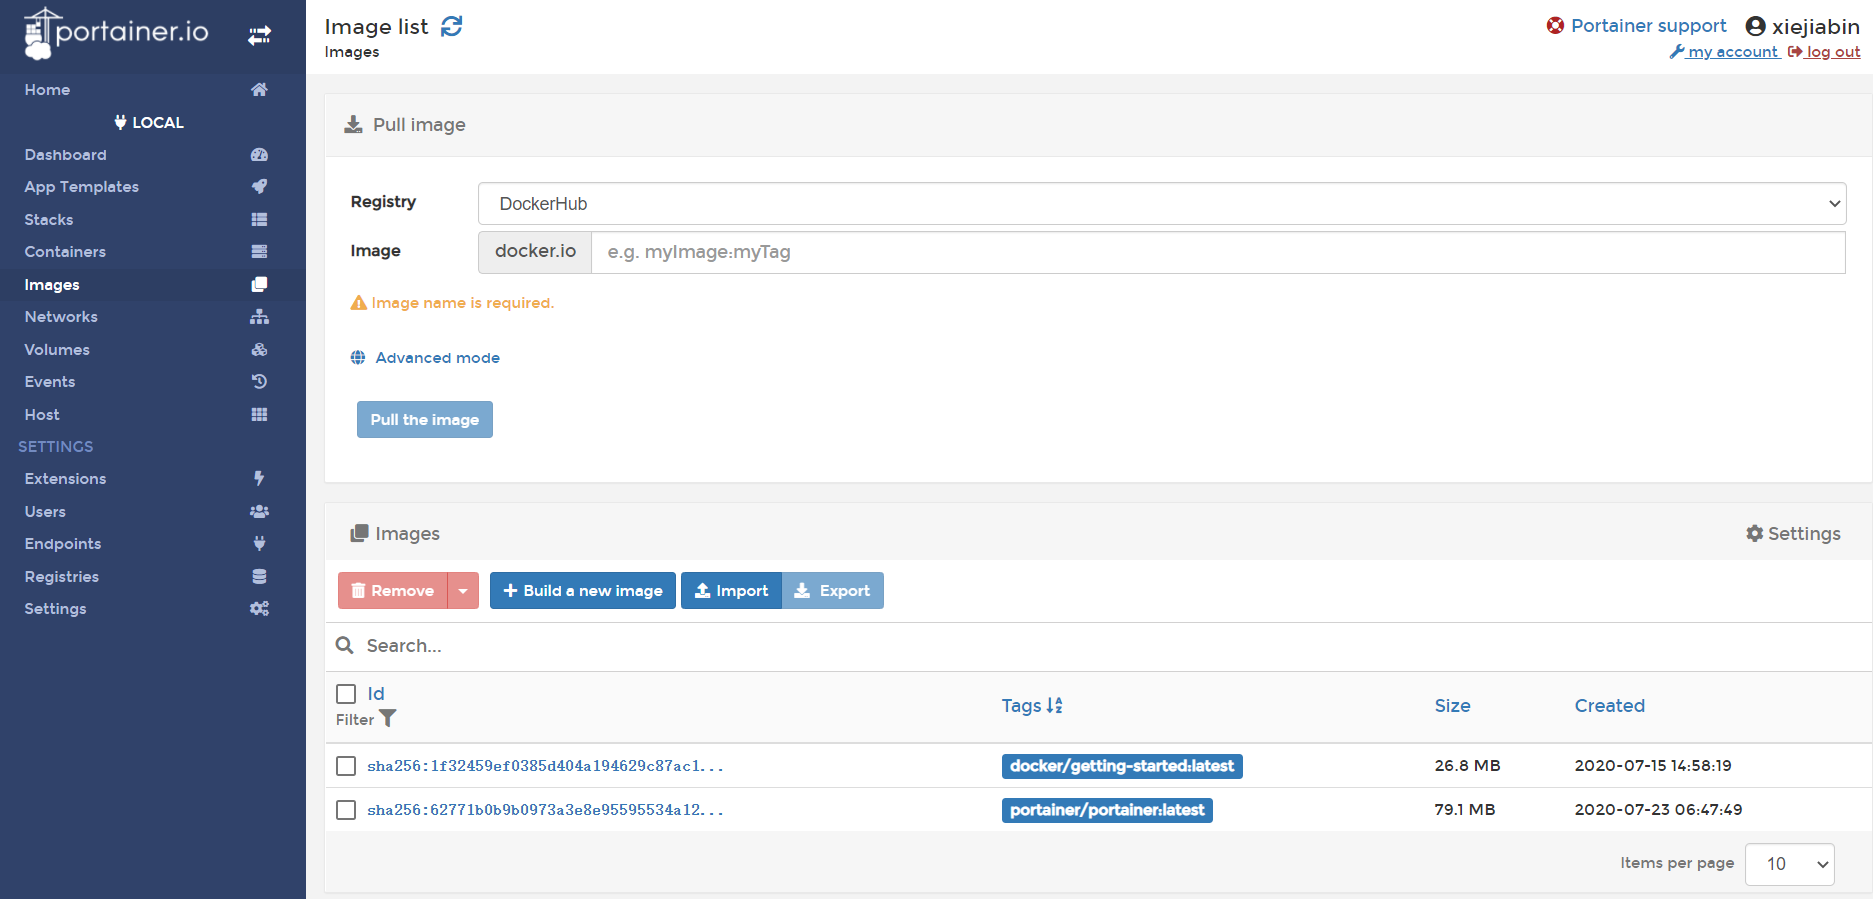 portainer.io
Home
LOCAL
Dashboard
App Templates
Stacks
Containers
Images
Networks
Volumes
Events
Host
SETTINGS
Extensions
Users
Endpoints
Registries
Settings
Image list
Images
Portainer support xiejiabin
my account log out
Pull image
Registry DockerHub
Image docker.io e.g. myImage:myTag
Image name is required.
Advanced mode
Pull the image
Images Settings
Remove Build a new image Import Export
Search...
Id
Filter
Tags Size Created
sha256:1f32459ef0385d404a194629c87ac1... docker/getting-started:latest 26.8 MB 2020-07-15 14:58:19
sha256:62771b0b9b0973a3e8e95595534a12... portainer/portainer:latest 79.1 MB 2020-07-23 06:47:49
Items per page 10